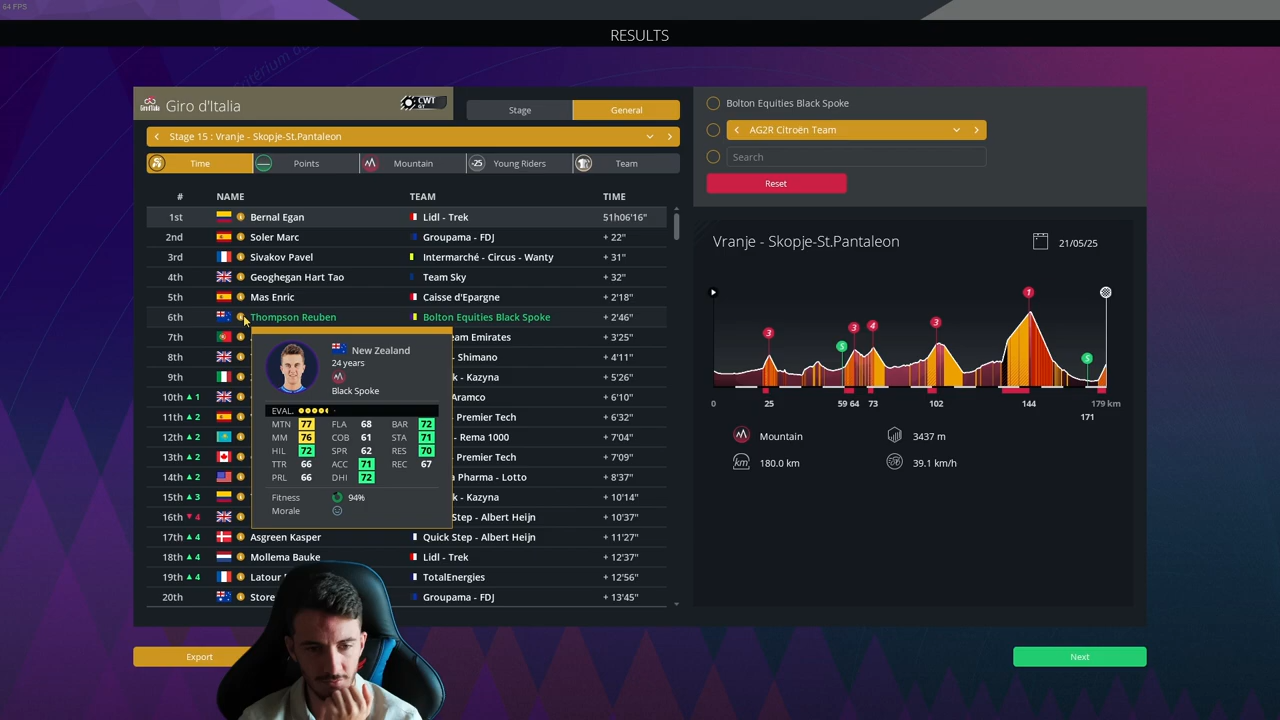 64 FPS
RESULTS
Giro d'Italia
CWT
GT
Stage
General
Stage 15 : Vranje - Skopje-St.Pantaleon
Time
Points
Mountain
-25
Young Riders
Team
# NAME TEAM TIME
1st Bernal Egan Lidl - Trek 51h06'16"
2nd Soler Marc Groupama - FDJ + 22"
3rd Sivakov Pavel Intermarché - Circus - Wanty + 31"
4th Geoghegan Hart Tao Team Sky + 32"
5th Mas Enric Caisse d'Epargne + 2'18"
6th Thompson Reuben Bolton Equities Black Spoke + 2'46"
7th eam Emirates + 3'25"
8th - Shimano + 4'11"
9th k - Kazyna + 5'26"
10th 1 Aramco + 6'10"
11th 2 Premier Tech + 6'32"
12th 2 - Rema 1000 + 7'04"
13th 2 Premier Tech + 7'09"
14th 2 a Pharma - Lotto + 8'37"
15th 3 k - Kazyna + 10'14"
16th 4 Step - Albert Heijn + 10'37"
17th 4 Asgreen Kasper Quick Step - Albert Heijn + 11'27"
18th 4 Mollema Bauke Lidl - Trek + 12'37"
19th 4 Latour TotalEnergies + 12'56"
20th Store Groupama - FDJ + 13'45"
New Zealand
24 years
Black Spoke
EVAL.
MTN 77 FLA 68 BAR 72
MM 76 COB 61 STA 71
HIL 72 SPR 62 RES 70
TTR 66 ACC 71 REC 67
PRL 66 DHI 72
Fitness 94%
Morale
Bolton Equities Black Spoke
AG2R Citroën Team
Search
Reset
Vranje - Skopje-St.Pantaleon
21/05/25
3 S 3 4 3 1 S
0 25 59 64 73 102 144 179 km
171
Mountain
3437 m
km 180.0 km
39.1 km/h
Export
Next